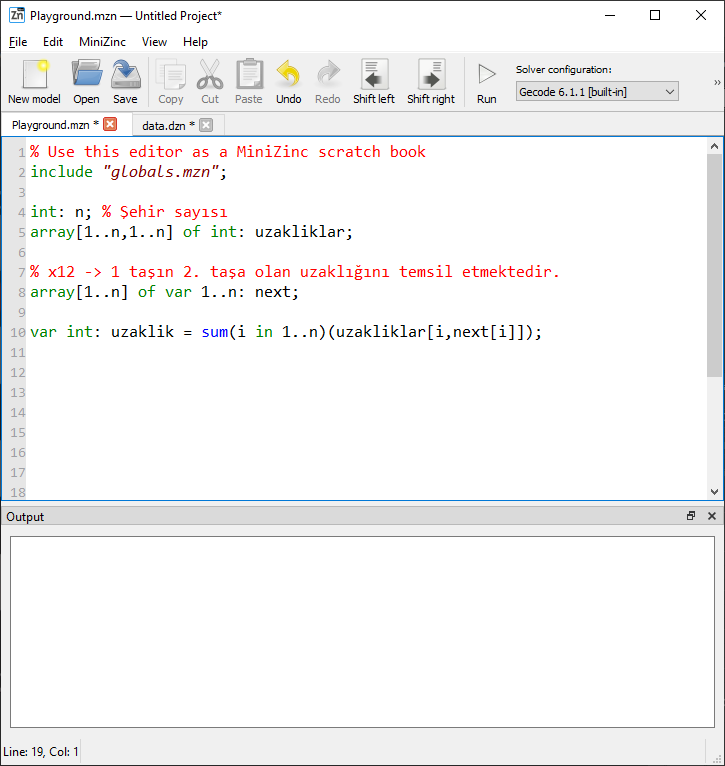 Zn Playground.mzn — Untitled Project*
File Edit MiniZinc View Help
New model Open Save Copy Cut Paste Undo Redo Shift left Shift right Run
Solver configuration:
Gecode 6.1.1 [built-in]
»
Playground.mzn * data.dzn *
1 % Use this editor as a MiniZinc scratch book
2 include "globals.mzn";
3
4 int: n; % Şehir sayısı
5 array[1..n,1..n] of int: uzakliklar;
6
7 % x12 -> 1 taşın 2. taşa olan uzaklığını temsil etmektedir.
8 array[1..n] of var 1..n: next;
9
10 var int: uzaklik = sum(i in 1..n)(uzakliklar[i,next[i]]);
11
12
13
14
15
16
17
18
Output
Line: 19, Col: 1